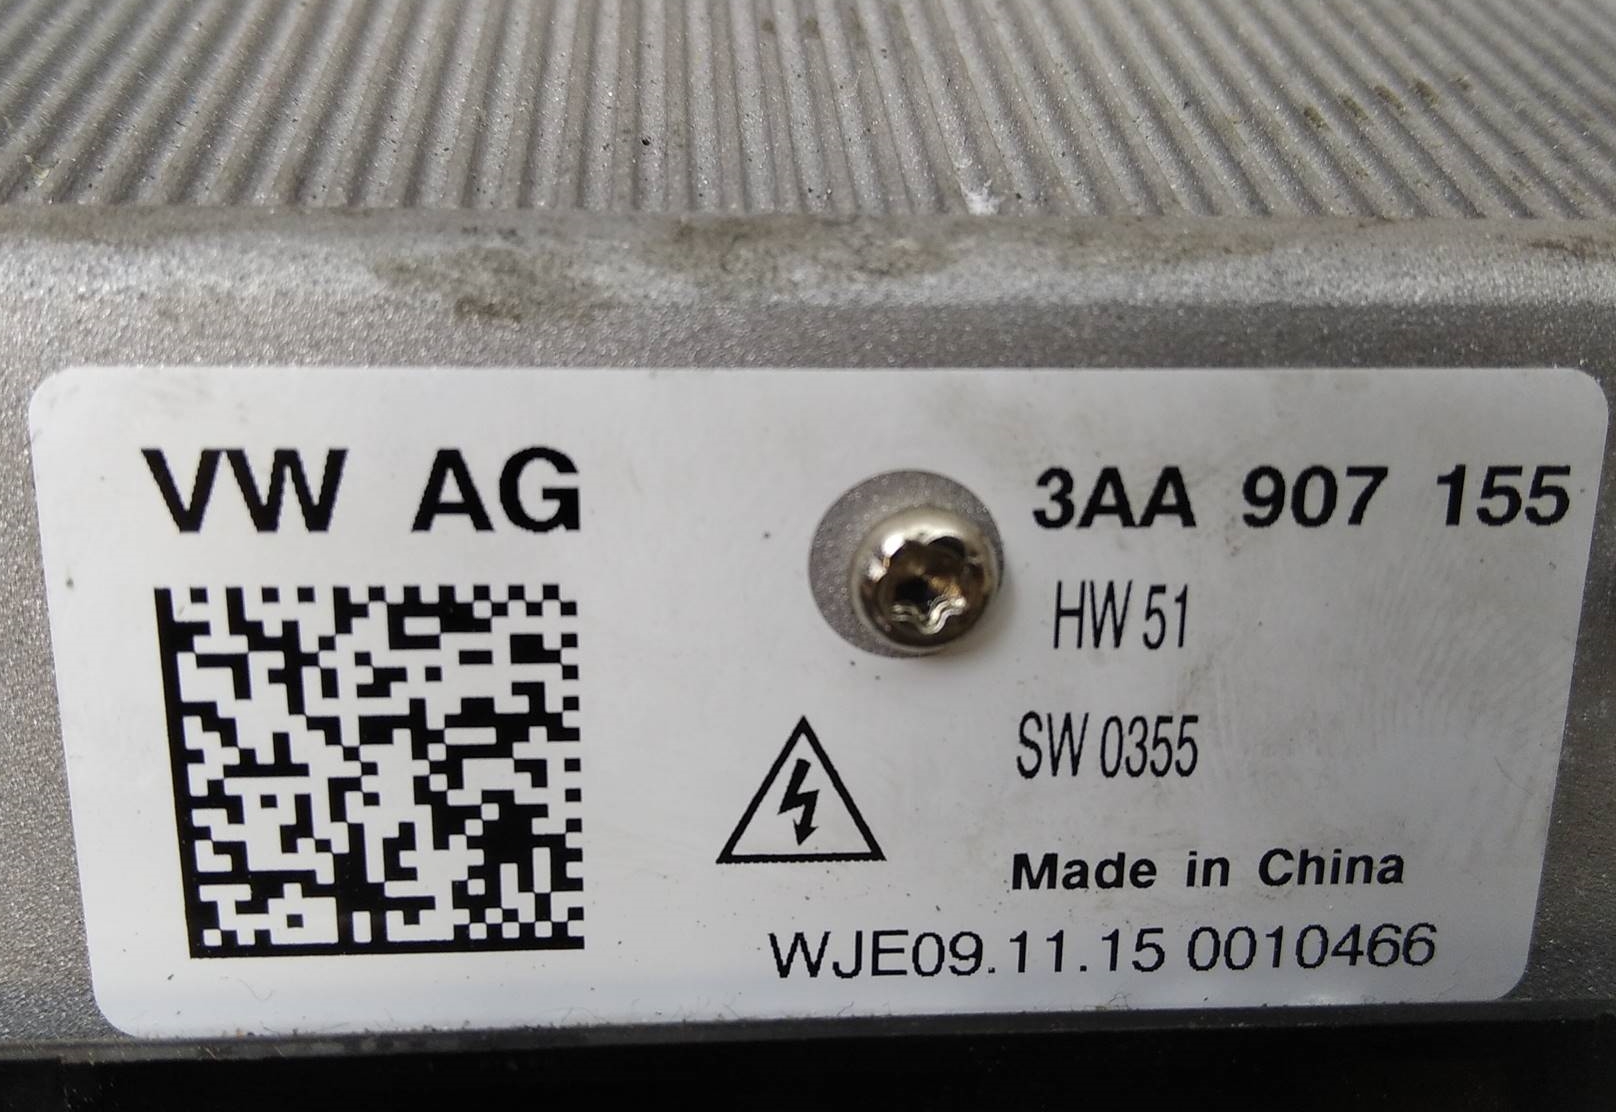 VW AG
3AA 907 155
HW 51
SW 0355
Made in China
WJE09.11.15 0010466